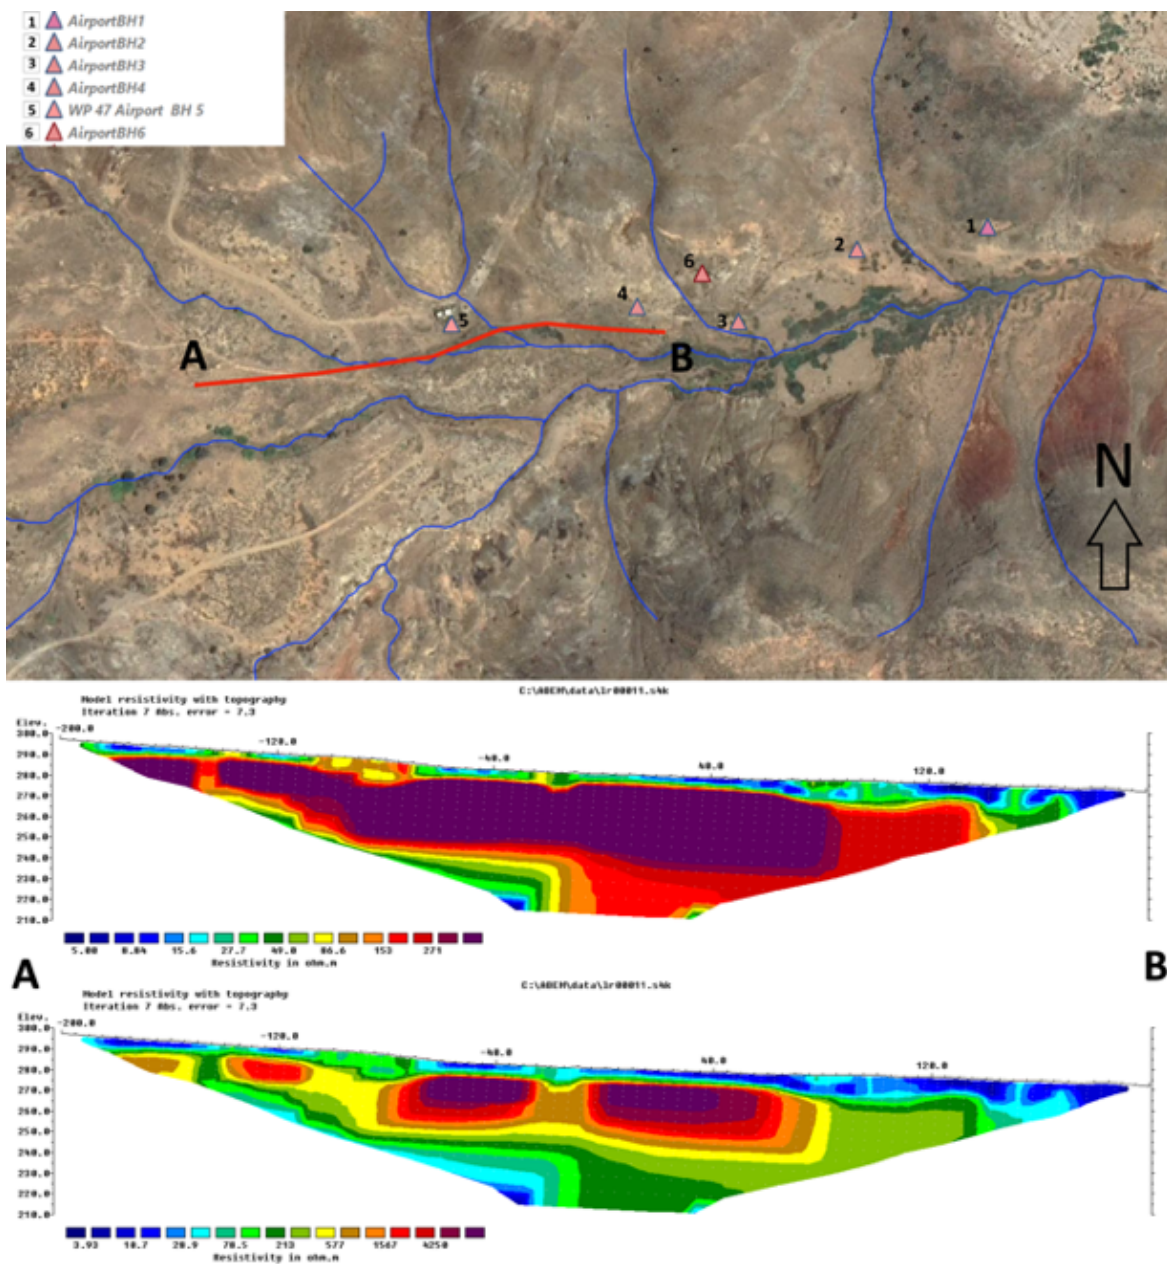 1 AirportBH1
2 AirportBH2
3 AirportBH3
4 AirportBH4
5 WP 47 Airport BH 5
6 AirportBH6
1
2
6
4
5
3
A
B
N
C:\ABEM\data\lr00011.s4k
Model resistivity with topography
Iteration 7 Abs. error = 7.3
Elev.
-200.0
-120.0
-40.0
40.0
120.0
300.0
290.0
280.0
270.0
260.0
250.0
240.0
230.0
220.0
210.0
5.00 8.84 15.6 27.7 49.0 86.6 153 271
Resistivity in ohm.m
A
B
C:\ABEM\data\lr00011.s4k
Model resistivity with topography
Iteration 7 Abs. error = 7.3
Elev.
-200.0
-120.0
-40.0
40.0
120.0
300.0
290.0
280.0
270.0
260.0
250.0
240.0
230.0
220.0
210.0
3.93 10.7 28.9 78.5 213 577 1567 4250
Resistivity in ohm.m